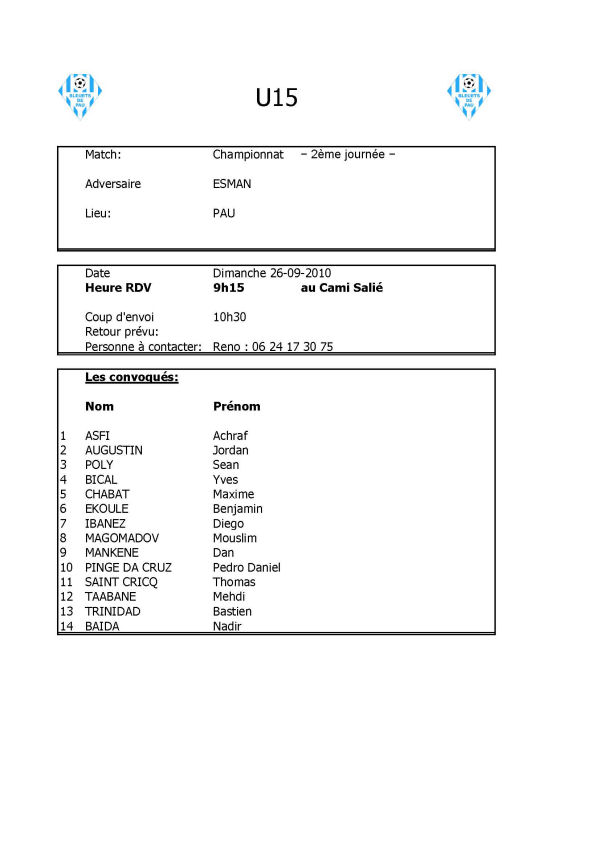 BLEUETS
DE
PAU
U15
BLEUETS
DE
PAU
Match: Championnat – 2ème journée –
Adversaire ESMAN
Lieu: PAU
Date Dimanche 26-09-2010
Heure RDV 9h15 au Cami Salié
Coup d'envoi 10h30
Retour prévu:
Personne à contacter: Reno : 06 24 17 30 75
Les convoqués:
Nom Prénom
1 ASFI Achraf
2 AUGUSTIN Jordan
3 POLY Sean
4 BICAL Yves
5 CHABAT Maxime
6 EKOULE Benjamin
7 IBANEZ Diego
8 MAGOMADOV Mouslim
9 MANKENE Dan
10 PINGE DA CRUZ Pedro Daniel
11 SAINT CRICQ Thomas
12 TAABANE Mehdi
13 TRINIDAD Bastien
14 BAIDA Nadir